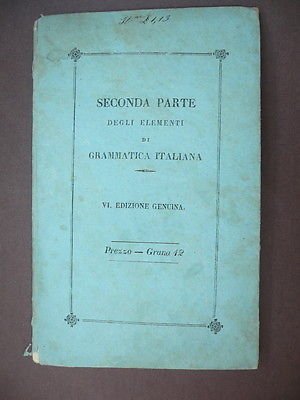 SECONDA PARTE
DEGLI ELEMENTI
DI
GRAMMATICA ITALIANA
VI. EDIZIONE GENUINA.
Prezzo — Grana 12